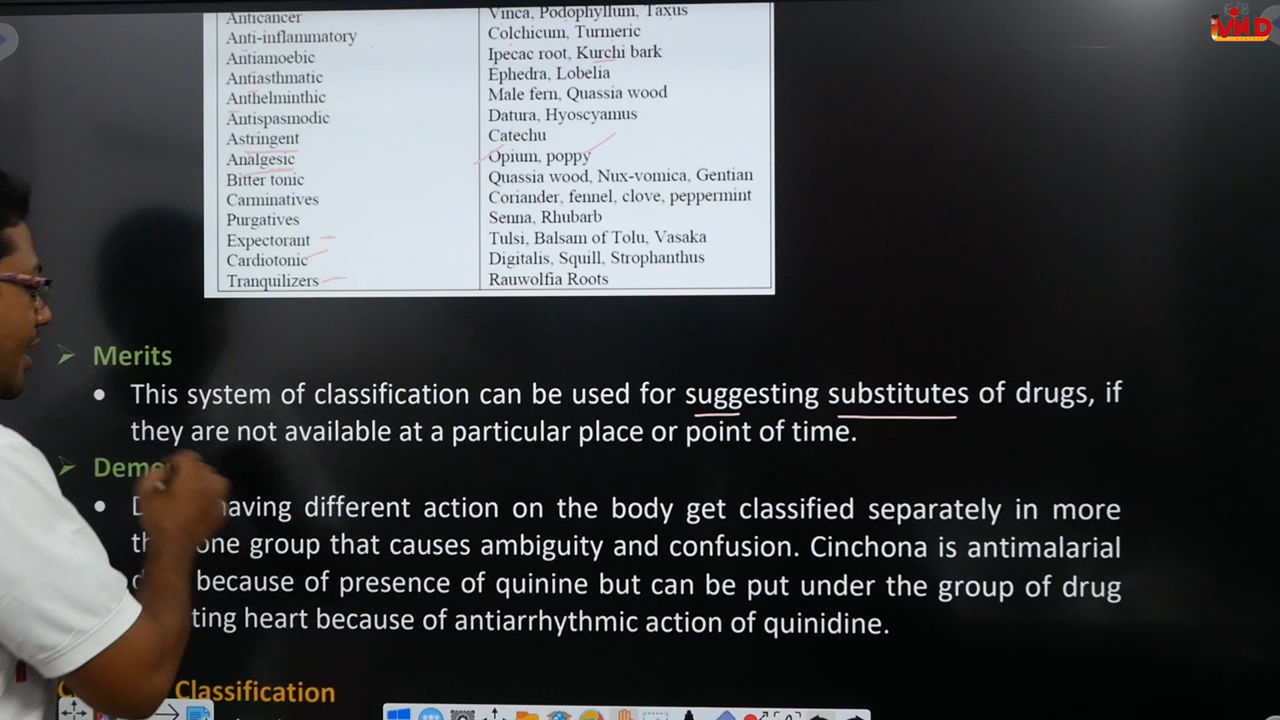 Anticancer Vinca, Podophyllum, Taxus
Anti-inflammatory Colchicum, Turmeric
Antiamoebic Ipecac root, Kurchi bark
Antiasthmatic Ephedra, Lobelia
Anthelminthic Male fern, Quassia wood
Antispasmodic Datura, Hyoscyamus
Astringent Catechu
Analgesic Opium, poppy
Bitter tonic Quassia wood, Nux-vomica, Gentian
Carminatives Coriander, fennel, clove, peppermint
Purgatives Senna, Rhubarb
Expectorant Tulsi, Balsam of Tolu, Vasaka
Cardiotonic Digitalis, Squill, Strophanthus
Tranquilizers Rauwolfia Roots
Merits
This system of classification can be used for suggesting substitutes of drugs, if
they are not available at a particular place or point of time.
having different action on the body get classified separately in more
one group that causes ambiguity and confusion. Cinchona is antimalarial
because of presence of quinine but can be put under the group of drug
heart because of antiarrhythmic action of quinidine.
Classification
6/8